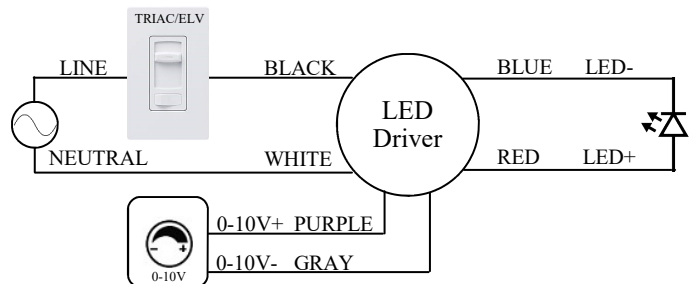 TRIAC/ELV
LINE BLACK BLUE LED-
LED
Driver
NEUTRAL WHITE RED LED+
0-10V+ PURPLE
- +
0-10V
0-10V- GRAY